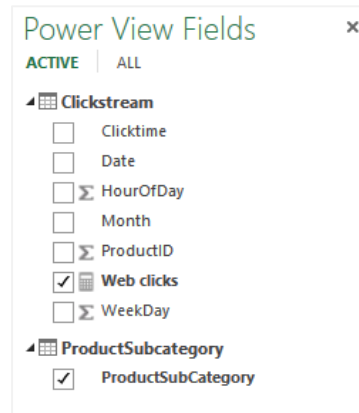 Power View Fields
ACTIVE ALL
Clickstream
Clicktime
Date
Σ HourOfDay
Month
Σ ProductID
Web clicks
Σ WeekDay
ProductSubcategory
ProductSubCategory